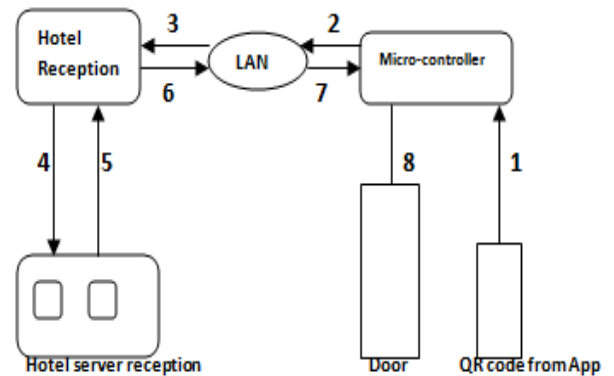 Hotel
Reception
3
2
LAN
Micro-controller
6
7
4
5
8
1
Hotel server reception
Door
QR code from App